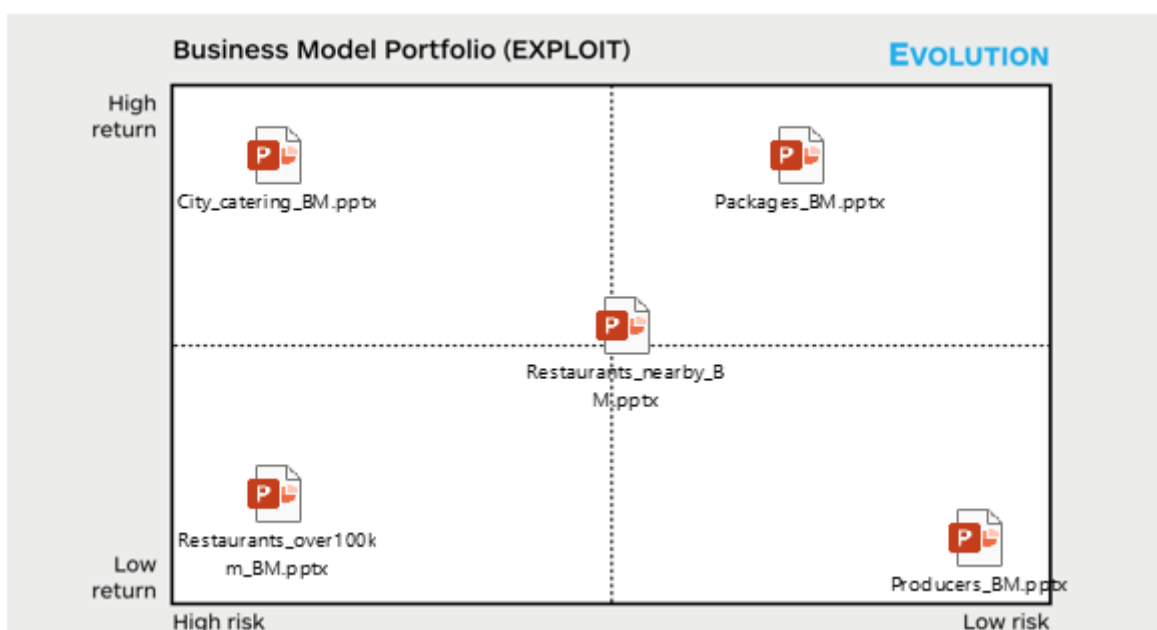 Business Model Portfolio (EXPLOIT)
EVOLUTION
High
return
P
City_catering_BM.pptx
P
Packages_BM.pptx
P
Restaurants_nearby_B
M.pptx
P
Restaurants_over100k
m_BM.pptx
P
Producers_BM.pptx
Low
return
High risk
Low risk